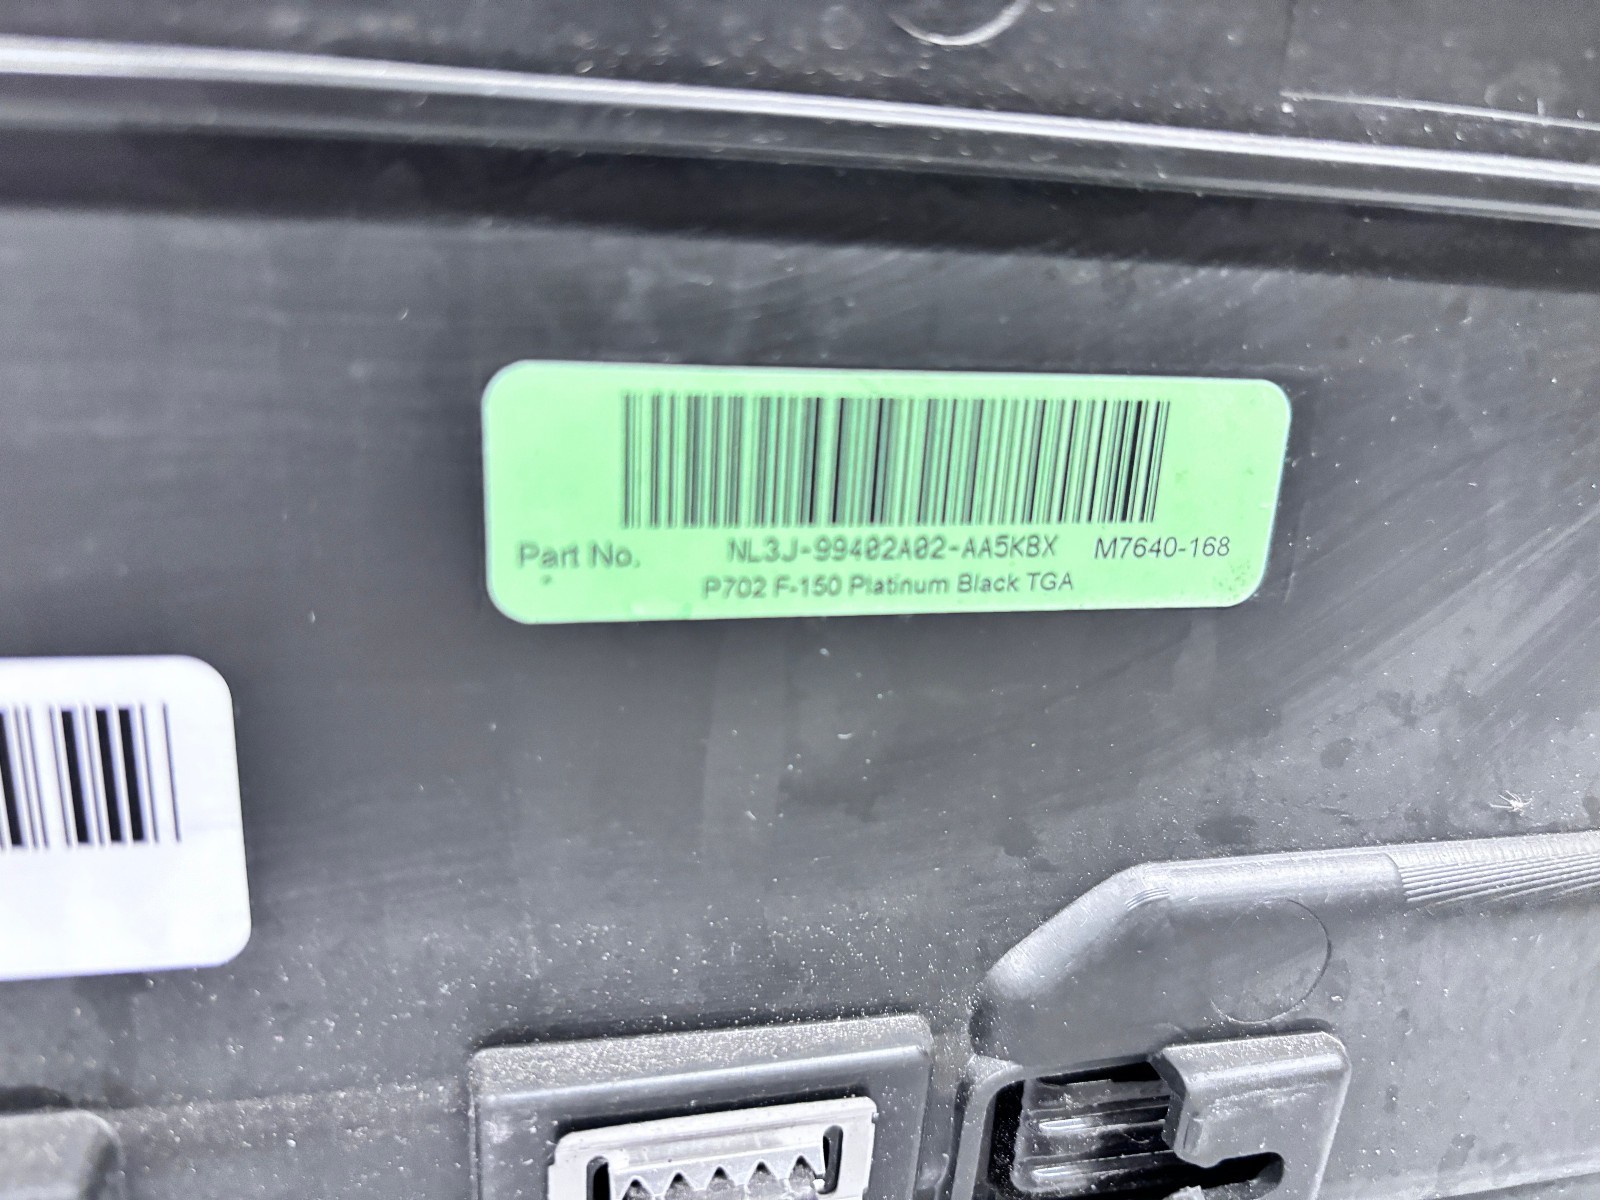 Part No. NL3J-99402A02-AA5KBX M7640-168
P702 F-150 Platinum Black TGA